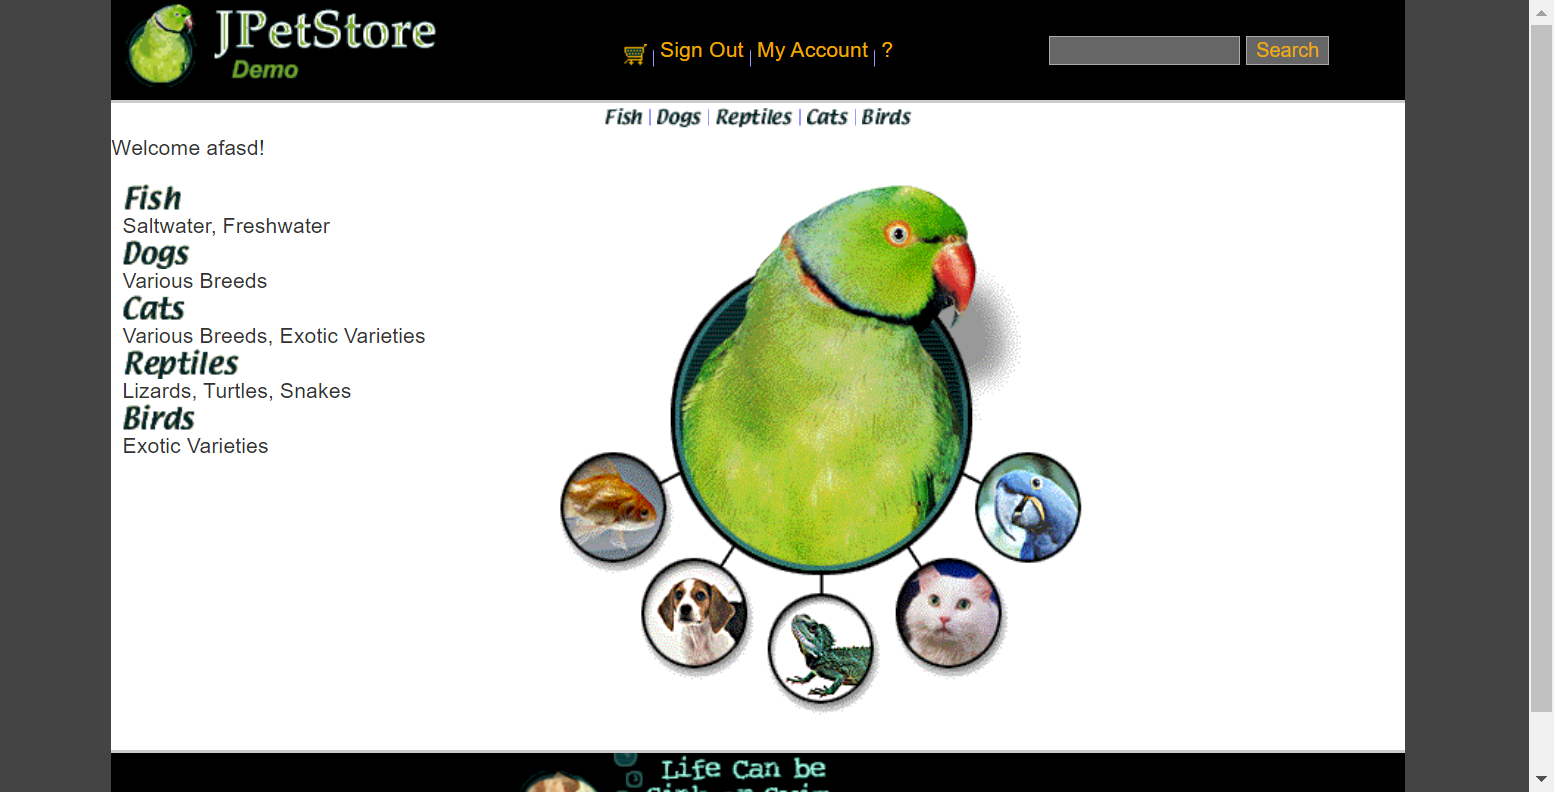 JPetStore
Demo
Sign Out My Account ?
Search
Fish Dogs Reptiles Cats Birds
Welcome afasd!
Fish
Saltwater, Freshwater
Dogs
Various Breeds
Cats
Various Breeds, Exotic Varieties
Reptiles
Lizards, Turtles, Snakes
Birds
Exotic Varieties
Life Can be